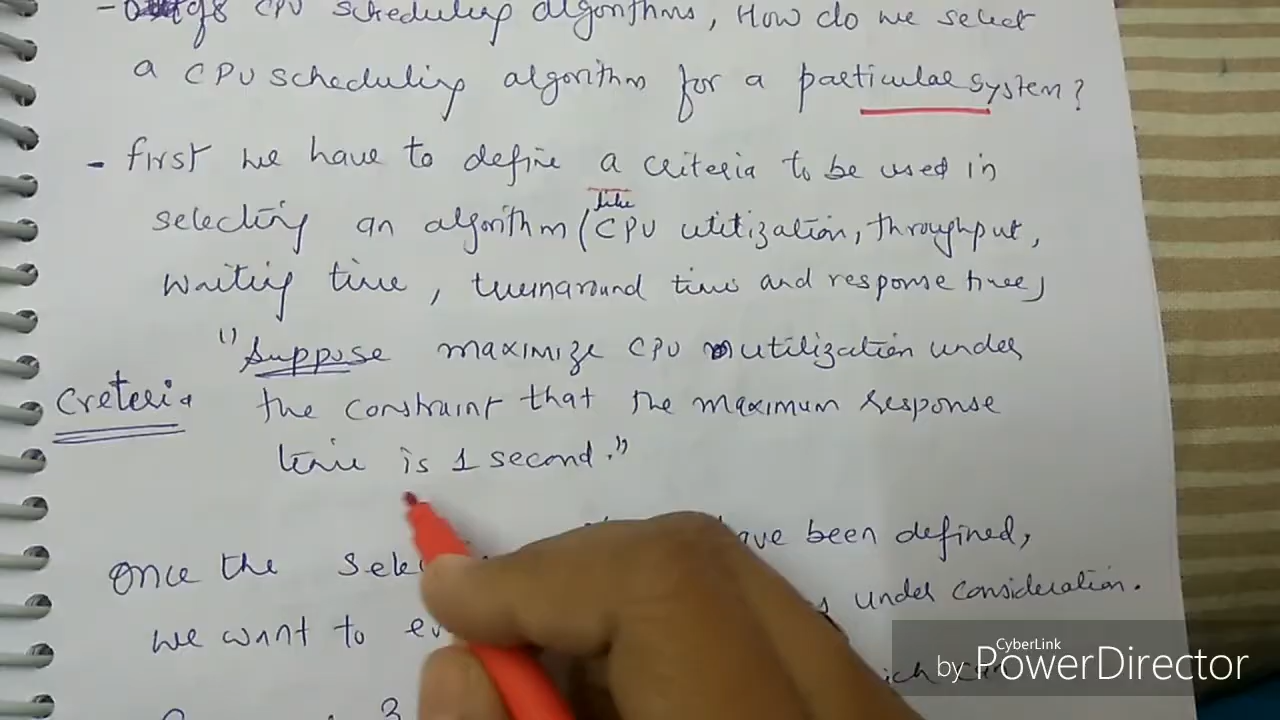 CPU scheduling algorithms, How do we select
a CPU scheduling algorithm for a particular system?
- first we have to define a criteria to be used in
like
selecting an algorithm (CPU utilization, throughput,
waiting time, turnaround time and response time)
"Suppose maximize CPU utilization under
Creteria the constraint that the maximum response
time is 1 second."
Once the have been defined,
we want to under consideration.
CyberLink
by PowerDirector